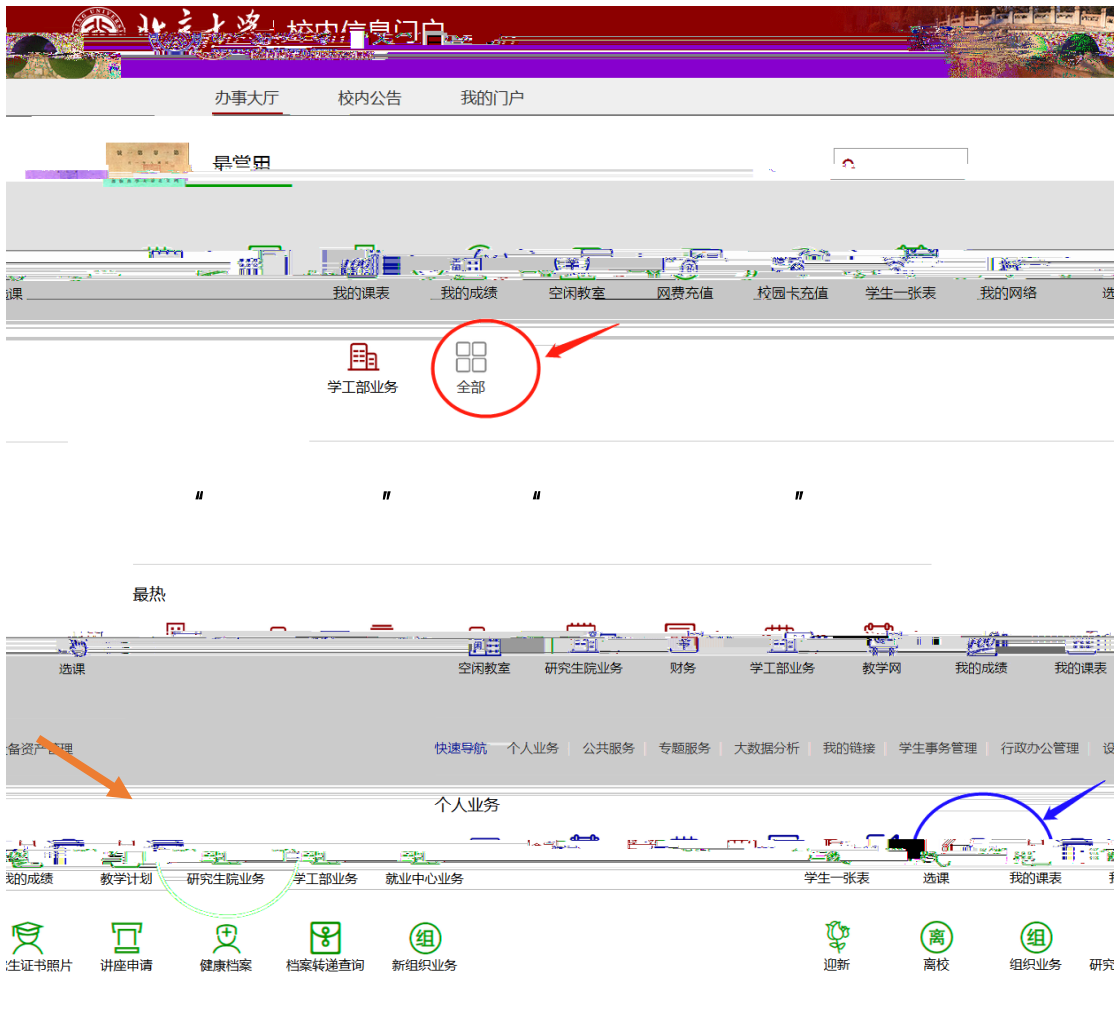 北京大学 校内信息门户
办事大厅 校内公告 我的门户
最常用
我的课表 我的成绩 空闲教室 网费充值 校园卡充值 学生一张表 我的网络
学工部业务 全部
“ ” “ ”
最热
选课 空闲教室 研究生院业务 财务 学工部业务 教学网 我的成绩 我的课表
备资产管理 快速导航 个人业务 公共服务 专题服务 大数据分析 我的链接 学生事务管理 行政办公管理 设
个人业务
我的成绩 教学计划 研究生院业务 学工部业务 就业中心业务 学生一张表 选课 我的课表
组 离 组
生证书照片 讲座申请 健康档案 档案转递查询 新组织业务 迎新 离校 组织业务 研究